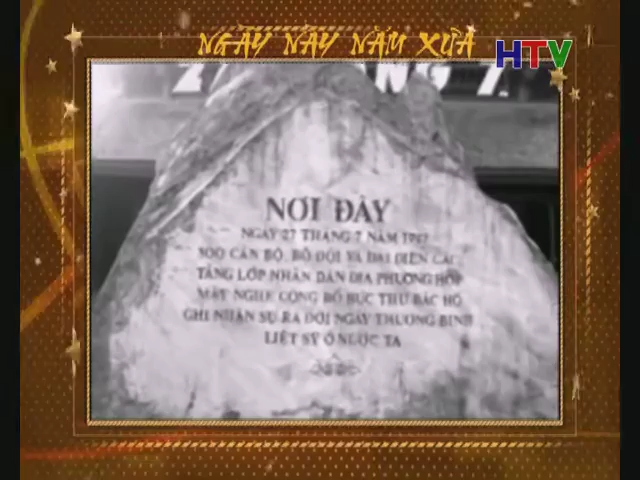 NGÀY NÀY NĂM XƯA
HTV
NƠI ĐÂY
NGÀY 27 THÁNG 7 NĂM 1947
300 CÁN BỘ, BỘ ĐỘI VÀ ĐẠI DIỆN CÁC
TẦNG LỚP NHÂN DÂN ĐỊA PHƯƠNG HỌP
MẶT NGHE CÔNG BỐ BỨC THƯ BÁC HỒ
GHI NHẬN SỰ RA ĐỜI NGÀY THƯƠNG BINH
LIỆT SỸ Ở NƯỚC TA